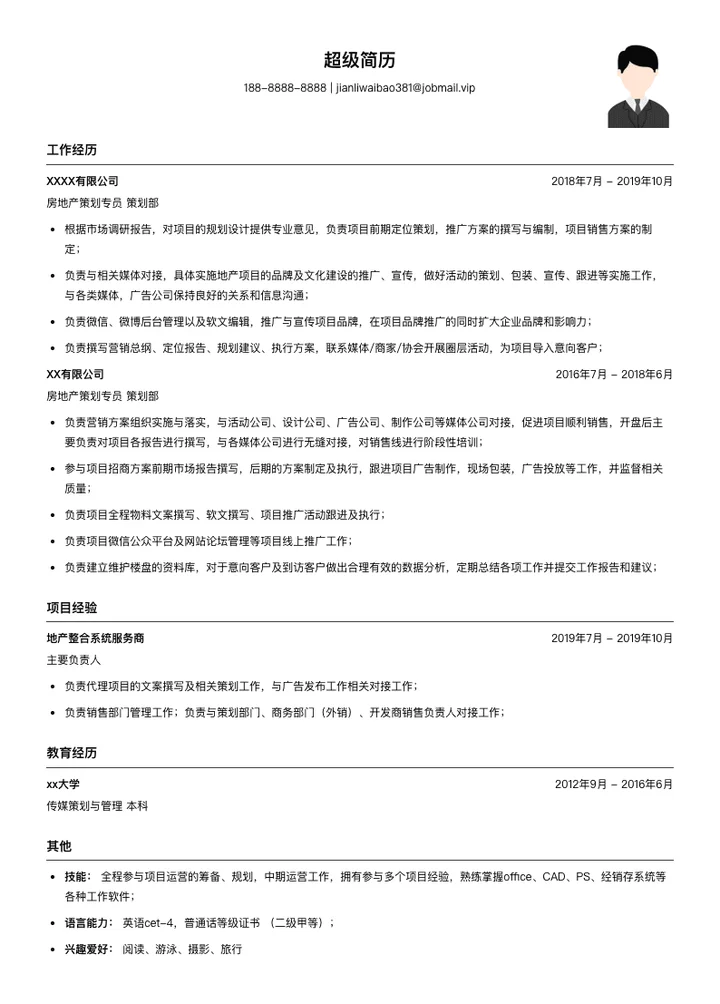 超级简历
188-8888-8888 | jianliwaibao381@jobmail.vip
工作经历
XXXX有限公司 2018年7月 – 2019年10月
房地产策划专员 策划部
• 根据市场调研报告，对项目的规划设计提供专业意见，负责项目前期定位策划，推广方案的撰写与编制，项目销售方案的制
定；
• 负责与相关媒体对接，具体实施地产项目的品牌及文化建设的推广、宣传，做好活动的策划、包装、宣传、跟进等实施工作，
与各类媒体，广告公司保持良好的关系和信息沟通；
• 负责微信、微博后台管理以及软文编辑，推广与宣传项目品牌，在项目品牌推广的同时扩大企业品牌和影响力；
• 负责撰写营销总纲、定位报告、规划建议、执行方案，联系媒体/商家/协会开展圈层活动，为项目导入意向客户；
XX有限公司 2016年7月 – 2018年6月
房地产策划专员 策划部
• 负责营销方案组织实施与落实，与活动公司、设计公司、广告公司、制作公司等媒体公司对接，促进项目顺利销售，开盘后主
要负责对项目各报告进行撰写，与各媒体公司进行无缝对接，对销售线进行阶段性培训；
• 参与项目招商方案前期市场报告撰写，后期的方案制定及执行，跟进项目广告制作，现场包装，广告投放等工作，并监督相关
质量；
• 负责项目全程物料文案撰写、软文撰写、项目推广活动跟进及执行；
• 负责项目微信公众平台及网站论坛管理等项目线上推广工作；
• 负责建立维护楼盘的资料库，对于意向客户及到访客户做出合理有效的数据分析，定期总结各项工作并提交工作报告和建议；
项目经验
地产整合系统服务商 2019年7月 – 2019年10月
主要负责人
• 负责代理项目的文案撰写及相关策划工作，与广告发布工作相关对接工作；
• 负责销售部门管理工作；负责与策划部门、商务部门（外销）、开发商销售负责人对接工作；
教育经历
xx大学 2012年9月 – 2016年6月
传媒策划与管理 本科
其他
• 技能： 全程参与项目运营的筹备、规划，中期运营工作，拥有参与多个项目经验，熟练掌握office、CAD、PS、经销存系统等
各种工作软件；
• 语言能力： 英语cet-4，普通话等级证书 （二级甲等）；
• 兴趣爱好： 阅读、游泳、摄影、旅行